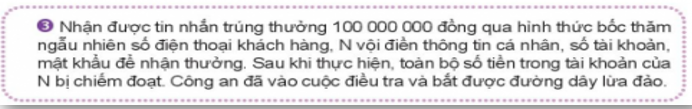 3 Nhận được tin nhắn trúng thưởng 100 000 000 đồng qua hình thức bốc thăm
ngẫu nhiên số điện thoại khách hàng, N vội điền thông tin cá nhân, số tài khoản,
mật khẩu để nhận thưởng. Sau khi thực hiện, toàn bộ số tiền trong tài khoản của
N bị chiếm đoạt. Công an đã vào cuộc điều tra và bắt được đường dây lừa đảo.